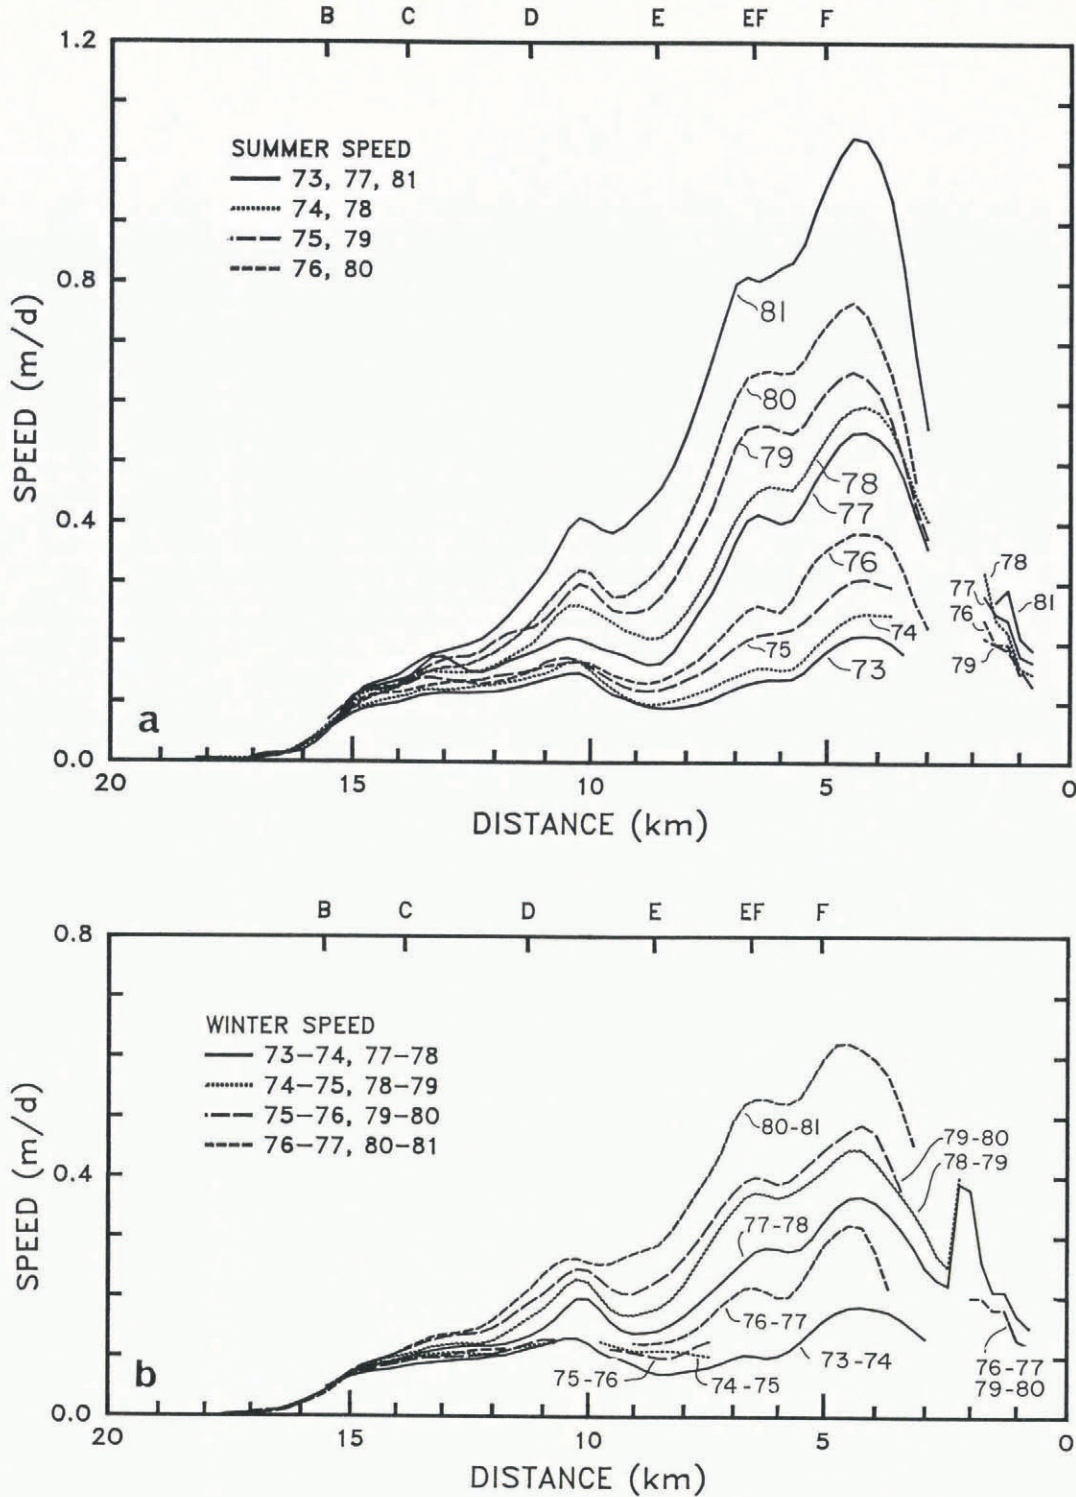 B C D E EF F
1.2
SUMMER SPEED
73, 77, 81
74, 78
75, 79
76, 80
0.8
81
80
79
78
77
0.4
76
78
77
76
81
75
74
79
73
a
0.0
20 15 10 5 0
DISTANCE (km)
SPEED (m/d)
B C D E EF F
0.8
WINTER SPEED
73-74, 77-78
74-75, 78-79
75-76, 79-80
76-77, 80-81
80-81
79-80
78-79
0.4
77-78
76-77
73-74
75-76
74-75
76-77
79-80
b
0.0
20 15 10 5 0
DISTANCE (km)
SPEED (m/d)